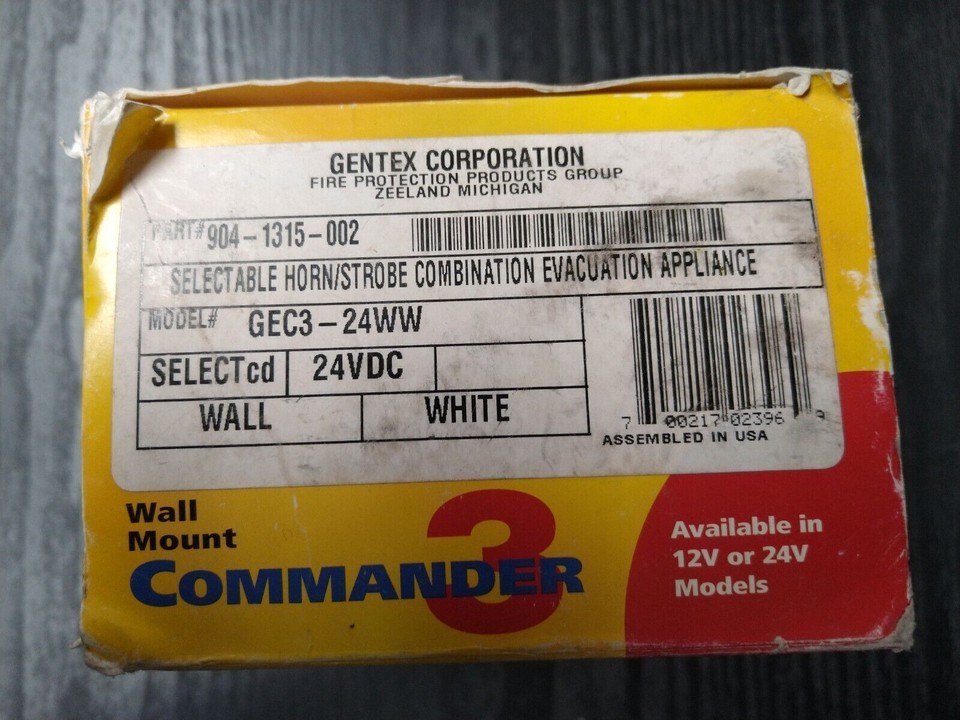 GENTEX CORPORATION
FIRE PROTECTION PRODUCTS GROUP
ZEELAND MICHIGAN
PART# 904-1315-002
SELECTABLE HORN/STROBE COMBINATION EVACUATION APPLIANCE
MODEL# GEC3-24WW
SELECTcd 24VDC
WALL WHITE
7 00217 02396 9
ASSEMBLED IN USA
Wall
Mount
COMMANDER 3
Available in
12V or 24V
Models